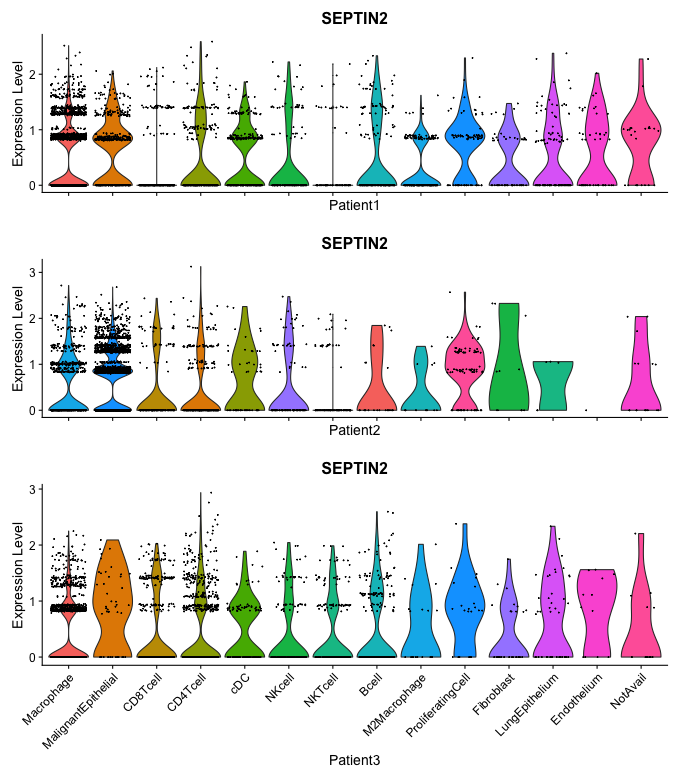 SEPTIN2
Expression Level
2
1
0
Patient1
SEPTIN2
Expression Level
3
2
1
0
Patient2
SEPTIN2
Expression Level
3
2
1
0
Macrophage
MalignantEpithelial
CD8Tcell
CD4Tcell
cDC
NKcell
NKTcell
Bcell
M2Macrophage
ProliferatingCell
Fibroblast
LungEpithelium
Endothelium
NotAvail
Patient3